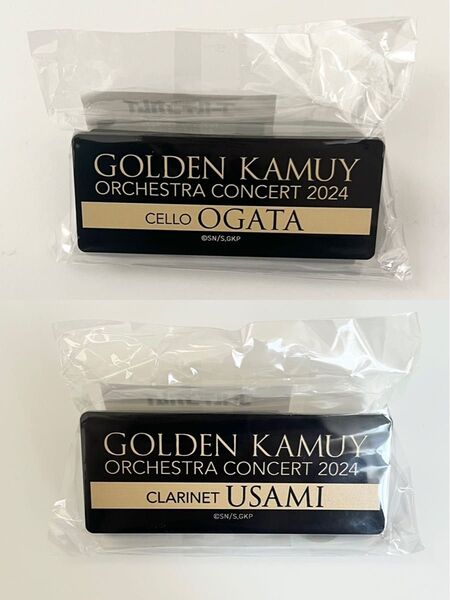 GOLDEN KAMUY
ORCHESTRA CONCERT 2024
CELLO OGATA
©SN/S,GKP
GOLDEN KAMUY
ORCHESTRA CONCERT 2024
CLARINET USAMI
©SN/S,GKP